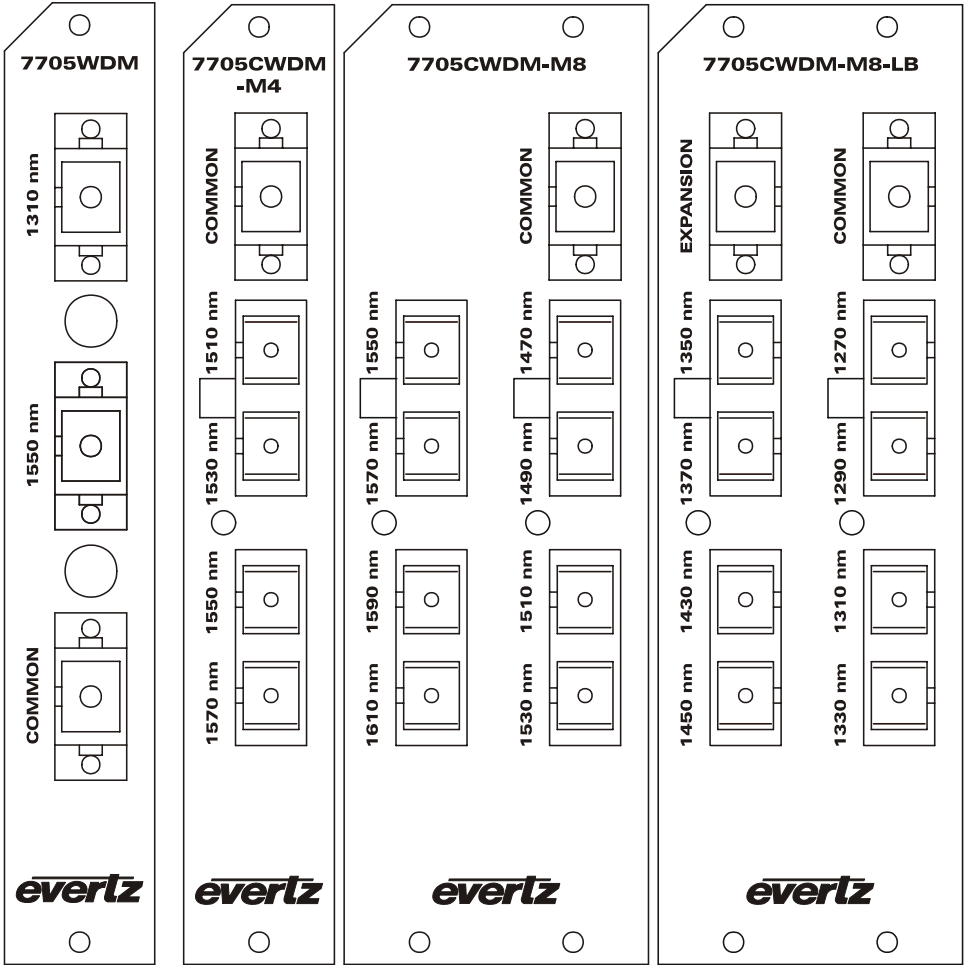 7705WDM
1310 nm
1550 nm
COMMON
evertz
7705CWDM
-M4
COMMON
1510 nm
1530 nm
1550 nm
1570 nm
evertz
7705CWDM-M8
COMMON
1550 nm
1470 nm
1570 nm
1490 nm
1590 nm
1510 nm
1610 nm
1530 nm
evertz
7705CWDM-M8-LB
EXPANSION
COMMON
1350 nm
1270 nm
1370 nm
1290 nm
1430 nm
1310 nm
1450 nm
1330 nm
evertz